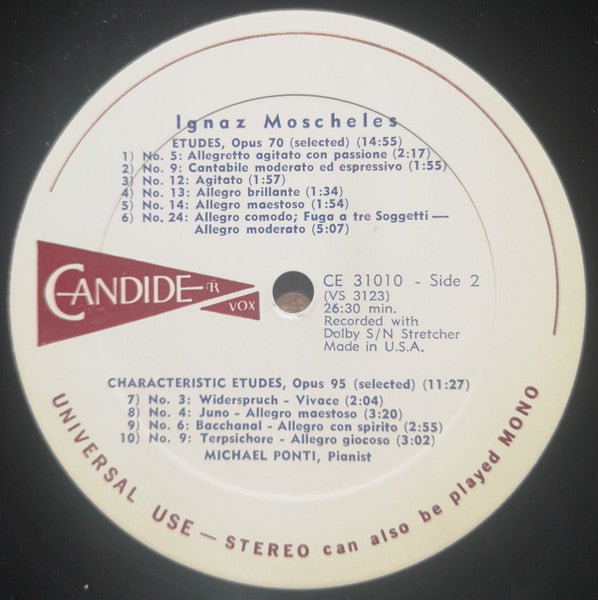 Ignaz Moscheles
ETUDES, Opus 70 (selected) (14:55)
1) No. 5: Allegretto agitato con passione (2:17)
2) No. 9: Cantabile moderato ed espressivo (1:55)
3) No. 12: Agitato (1:57)
4) No. 13: Allegro brillante (1:34)
5) No. 14: Allegro maestoso (1:54)
6) No. 24: Allegro comodo; Fuga a tre Soggetti —
Allegro moderato (5:07)
CANDIDE R
VOX
CE 31010 - Side 2
(VS 3123)
26:30 min.
Recorded with
Dolby S/N Stretcher
Made in U.S.A.
CHARACTERISTIC ETUDES, Opus 95 (selected) (11:27)
7) No. 3: Widerspruch - Vivace (2:04)
8) No. 4: Juno - Allegro maestoso (3:20)
9) No. 6: Bacchanal - Allegro con spirito (2:55)
10) No. 9: Terpsichore - Allegro giocoso (3:02)
MICHAEL PONTI, Pianist
UNIVERSAL USE — STEREO can also be played MONO